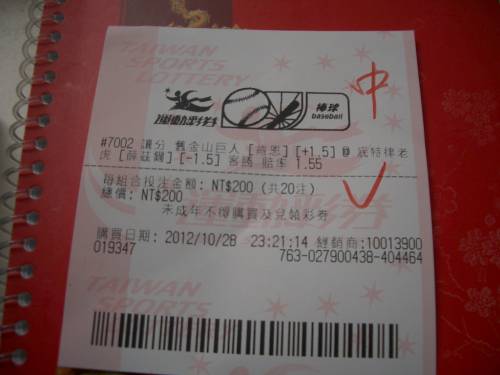 TAIWAN
SPORTS
LOTTERY
運動彩券
棒球
baseball
中
#7002 讓分 舊金山巨人 [肯恩] [+1.5] @ 底特律老
虎 [薛茲爾] [-1.5] 客勝 賠率 1.55
每組合投注金額: NT$200 (共20注)
總價: NT$200
未成年不得購買及兌領彩券
購買日期: 2012/10/28 23:21:14 經銷商:10013900
019347 763-027900438-404464
TAIWAN
SPORTS